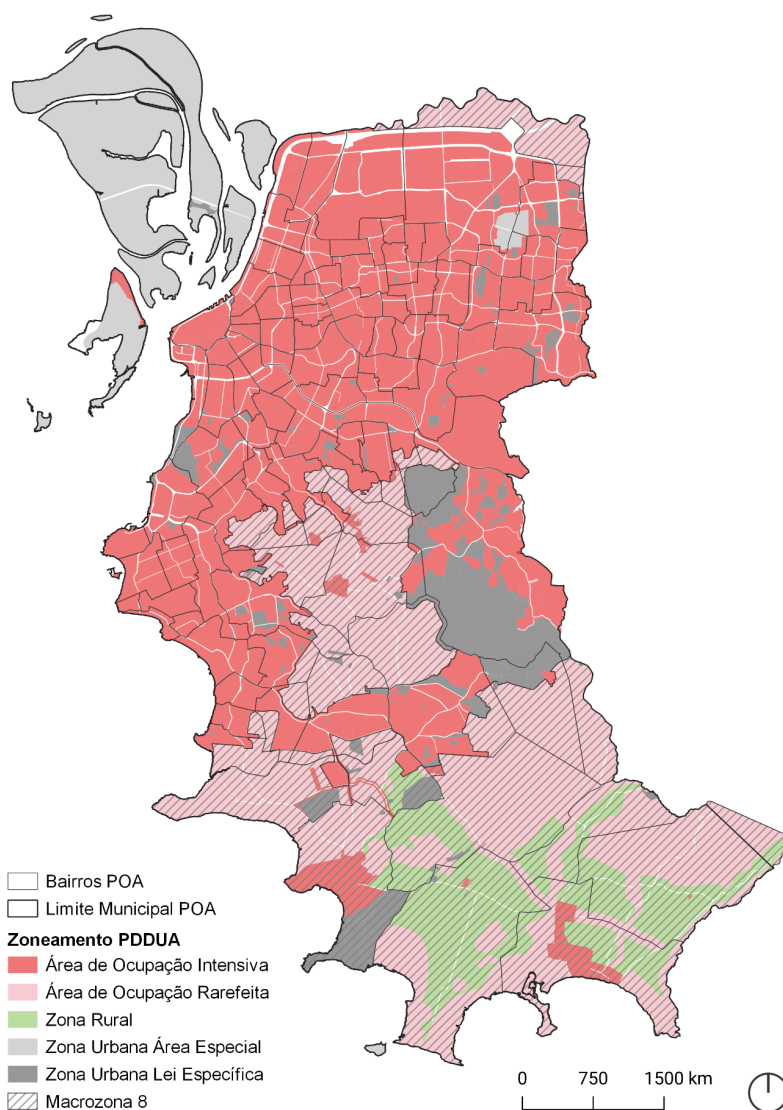 Bairros POA
Limite Municipal POA
Zoneamento PDDUA
Área de Ocupação Intensiva
Área de Ocupação Rarefeita
Zona Rural
Zona Urbana Área Especial
Zona Urbana Lei Específica
Macrozona 8
0 750 1500 km